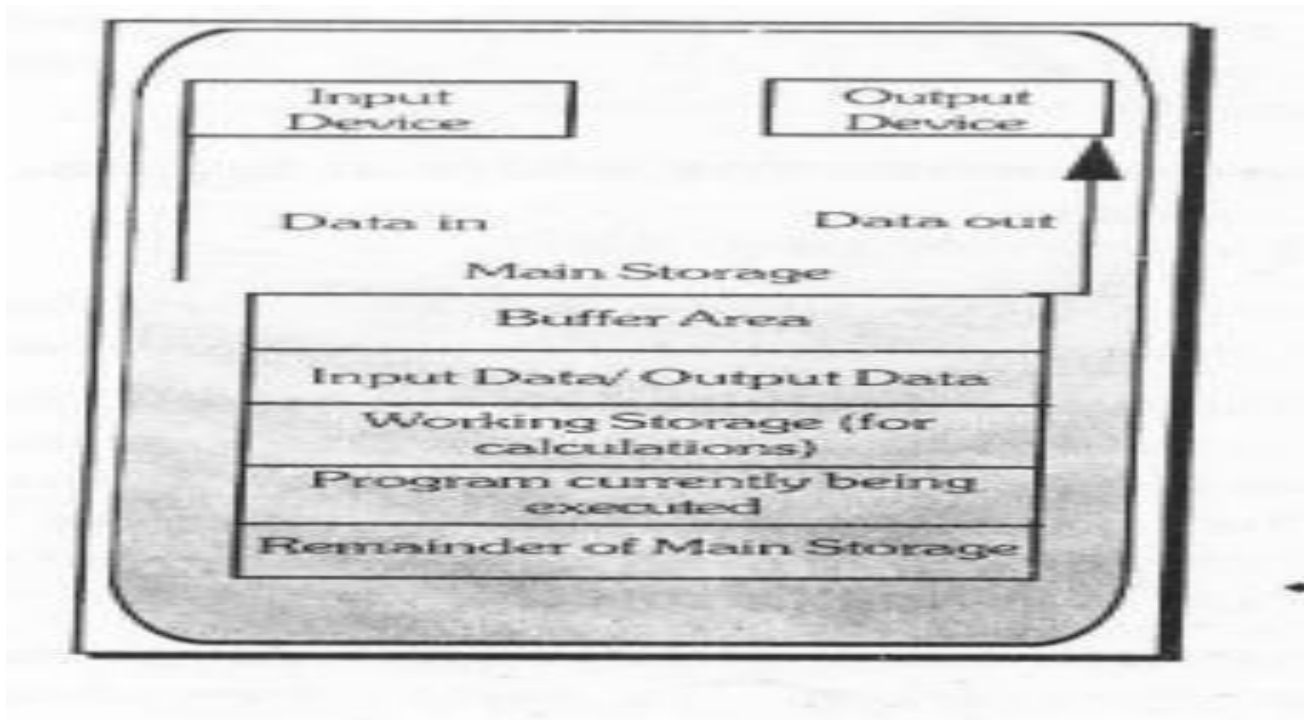 Input
Device
Output
Device
Data in
Data out
Main Storage
Buffer Area
Input Data/ Output Data
Working Storage (for
calculations)
Program currently being
executed
Remainder of Main Storage